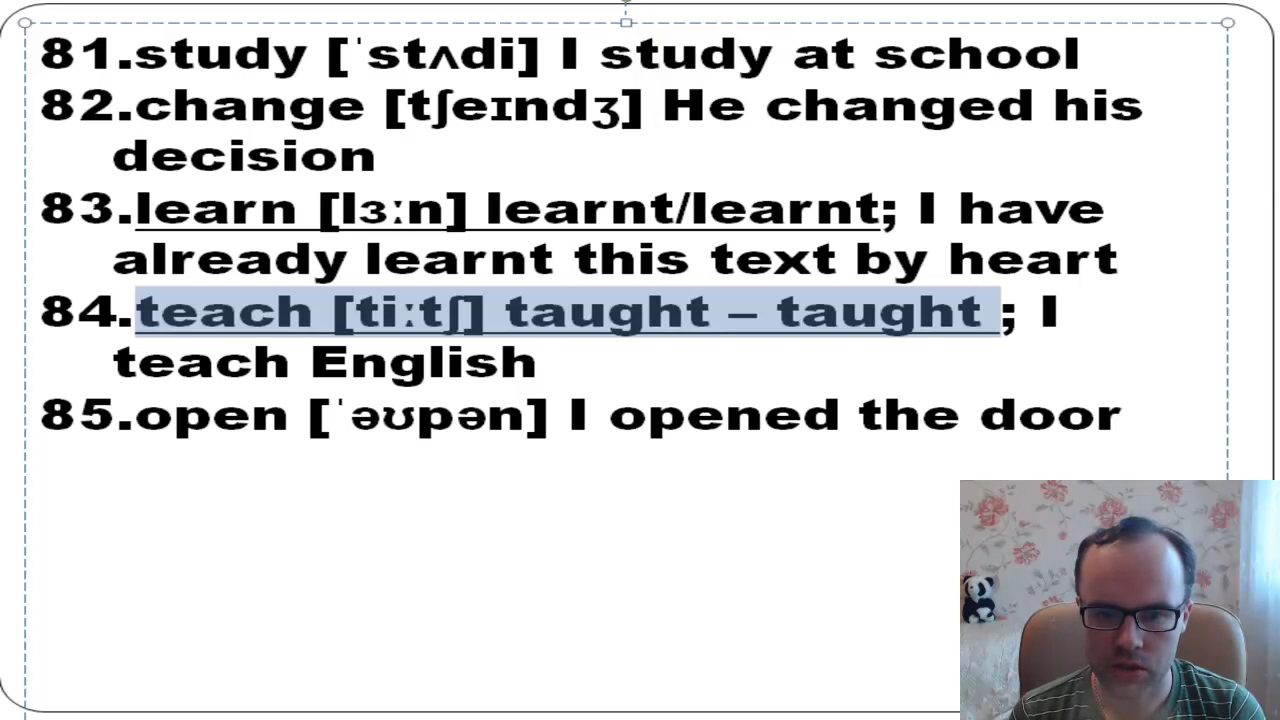 81.study [ˈstʌdi] I study at school
82.change [tʃeɪndʒ] He changed his
decision
83.learn [lɜːn] learnt/learnt; I have
already learnt this text by heart
84.teach [tiːtʃ] taught – taught ; I
teach English
85.open [ˈəʊpən] I opened the door